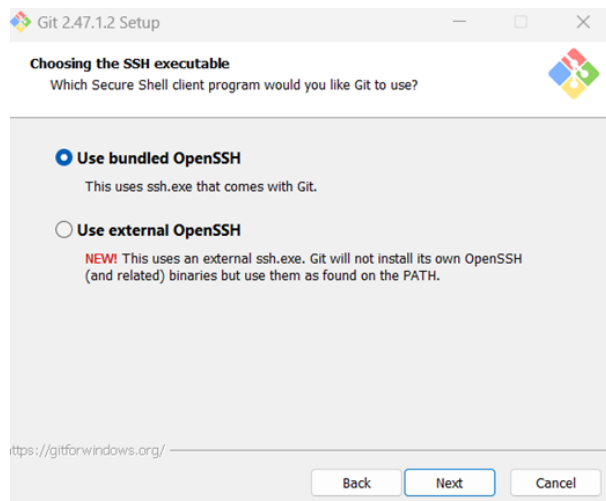 Git 2.47.1.2 Setup
Choosing the SSH executable
Which Secure Shell client program would you like Git to use?
Use bundled OpenSSH
This uses ssh.exe that comes with Git.
Use external OpenSSH
NEW! This uses an external ssh.exe. Git will not install its own OpenSSH
(and related) binaries but use them as found on the PATH.
ttps://gitforwindows.org/
Back Next Cancel